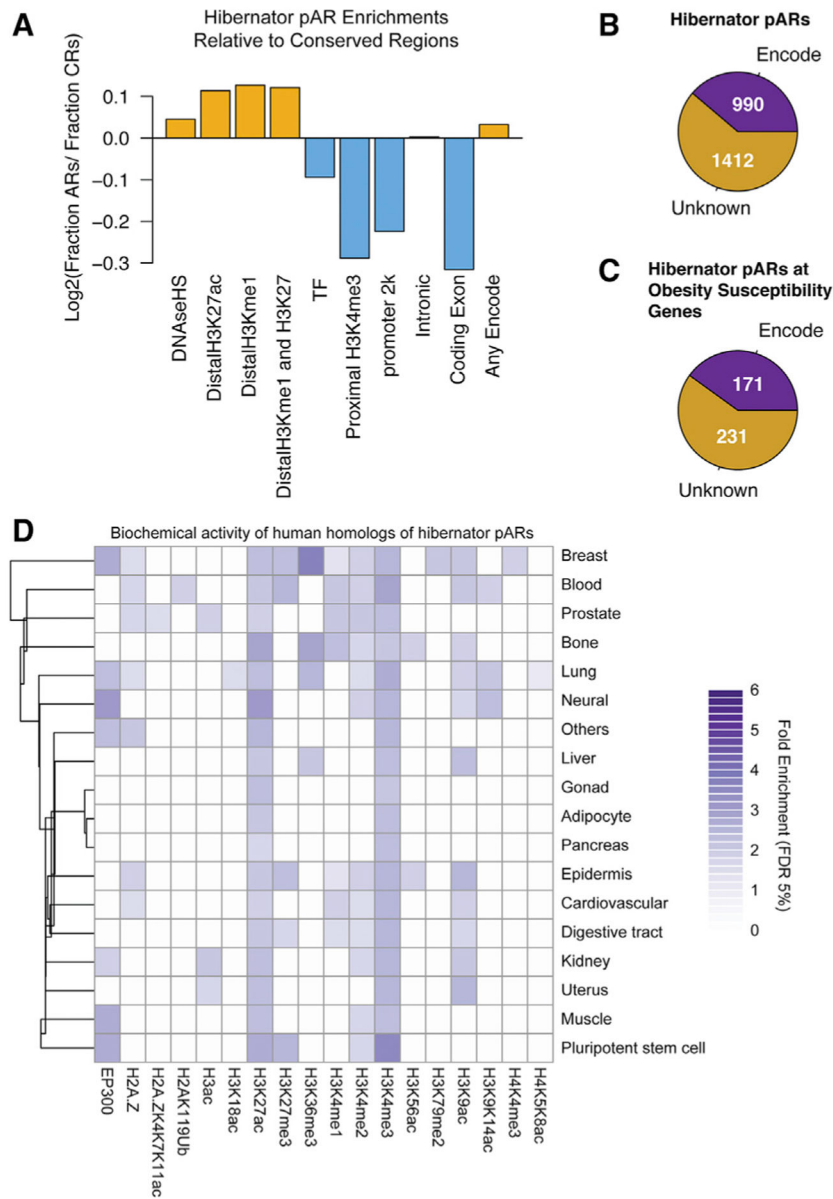 A
Hibernator pAR Enrichments
Relative to Conserved Regions
Log2(Fraction ARs/ Fraction CRs)
0.1
0.0
−0.1
−0.2
−0.3
DNAseHS
DistalH3K27ac
DistalH3Kme1
DistalH3Kme1 and H3K27
TF
Proximal H3K4me3
promoter 2k
Intronic
Coding Exon
Any Encode
B
Hibernator pARs
Encode
990
1412
Unknown
C
Hibernator pARs at
Obesity Susceptibility
Genes
Encode
171
231
Unknown
D
Biochemical activity of human homologs of hibernator pARs
Breast
Blood
Prostate
Bone
Lung
Neural
Others
Liver
Gonad
Adipocyte
Pancreas
Epidermis
Cardiovascular
Digestive tract
Kidney
Uterus
Muscle
Pluripotent stem cell
EP300
H2A.Z
H2A.ZK4K7K11ac
H2AK119Ub
H3ac
H3K18ac
H3K27ac
H3K27me3
H3K36me3
H3K4me1
H3K4me2
H3K4me3
H3K56ac
H3K79me2
H3K9ac
H3K9K14ac
H4K4me3
H4K5K8ac
6
5
4
3
2
1
0
Fold Enrichment (FDR 5%)